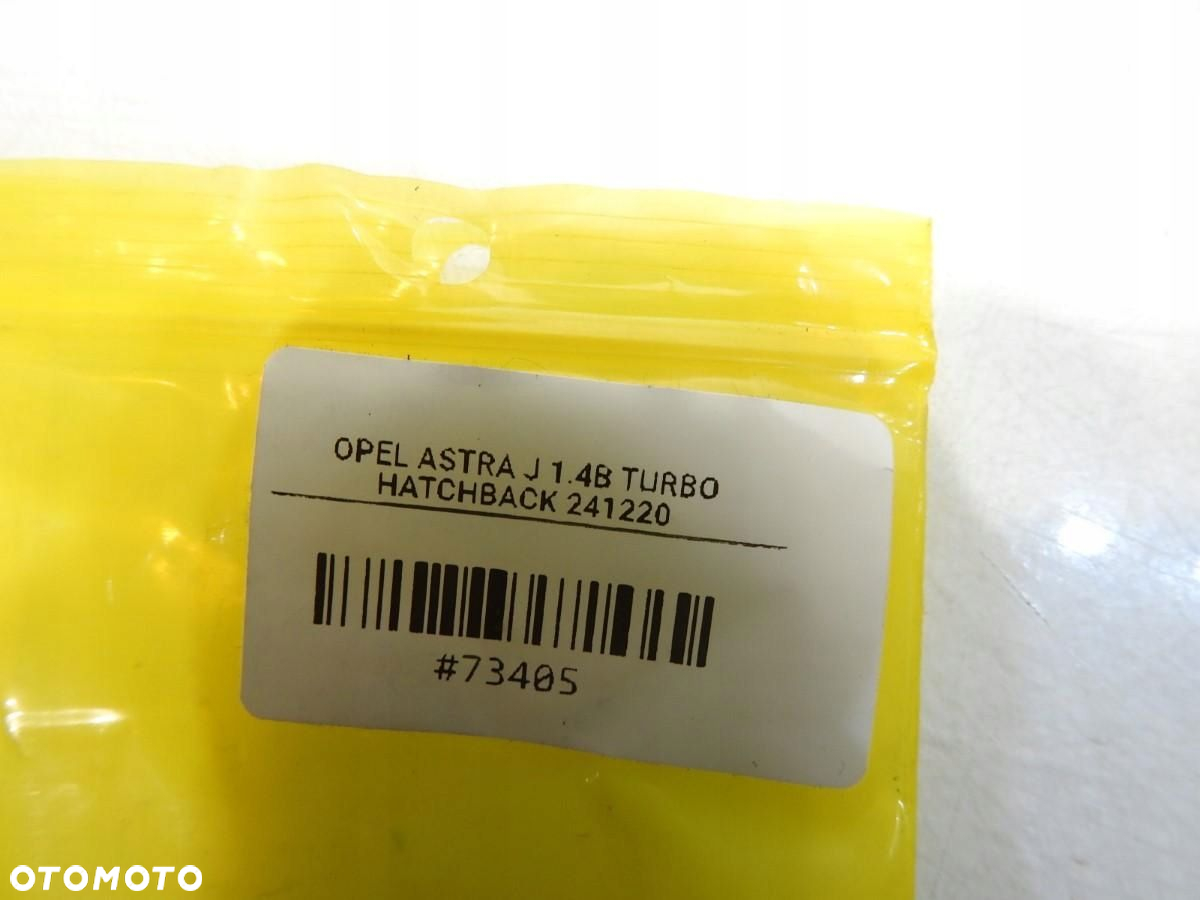 OPEL ASTRA J 1.4B TURBO
HATCHBACK 241220
#73405
OTOMOTO